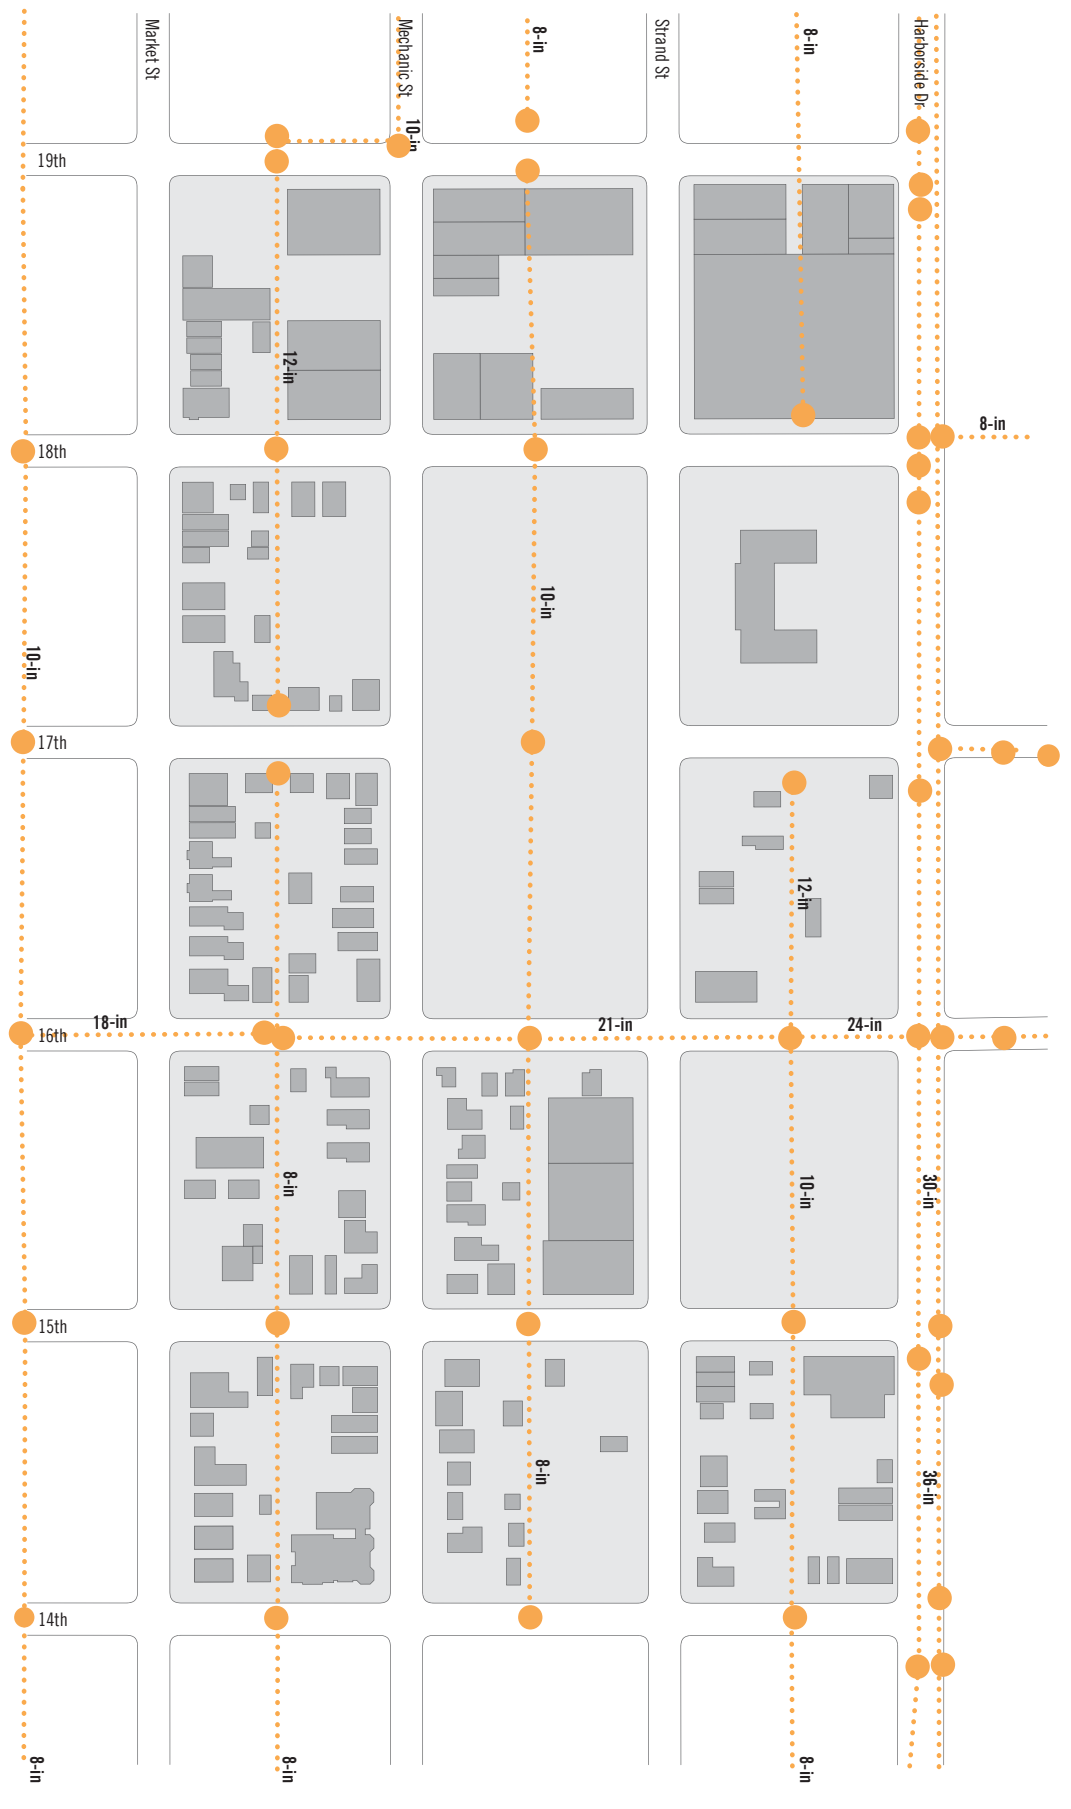 Market St
Mechanic St
8-in
Strand St
8-in
Harborside Dr
10-in
19th
12-in
8-in
18th
10-in
10-in
17th
12-in
18-in
21-in
24-in
16th
8-in
10-in
30-in
15th
8-in
36-in
14th
8-in
8-in
8-in